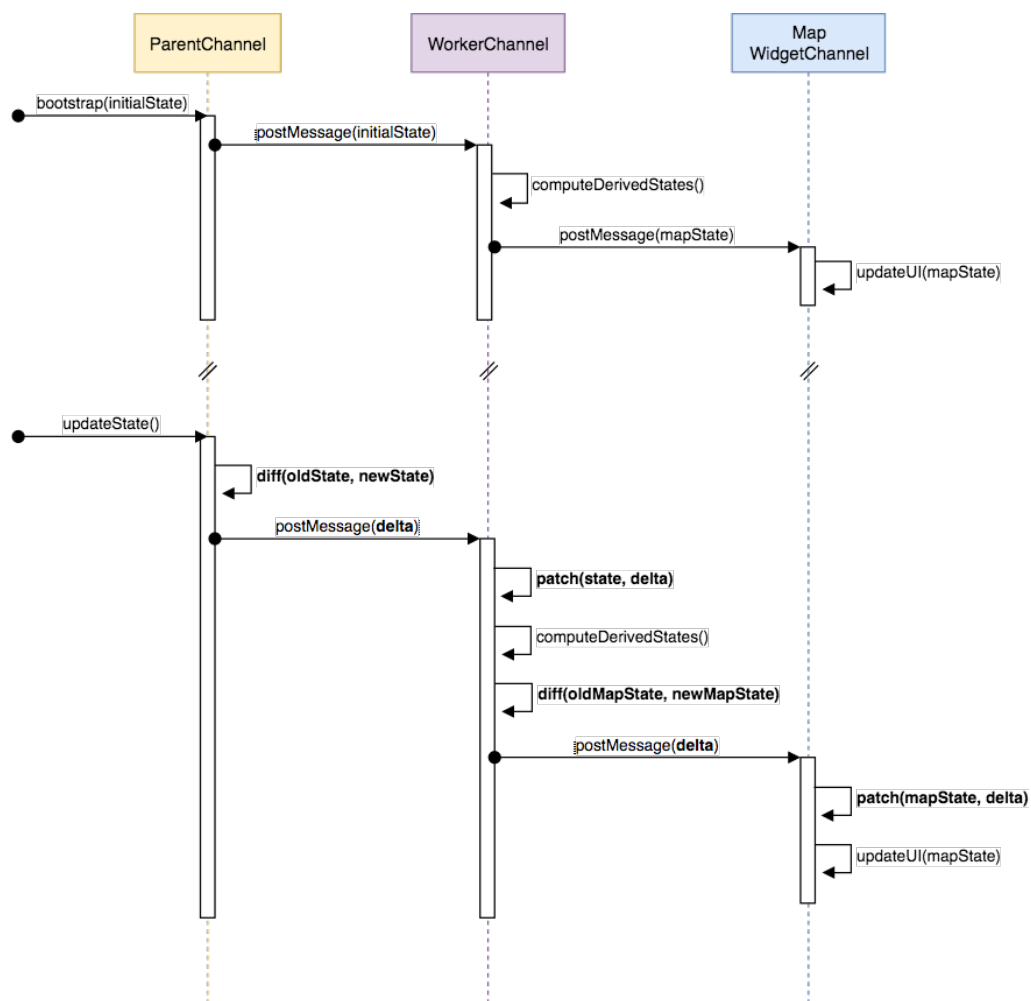 ParentChannel
WorkerChannel
Map
WidgetChannel
bootstrap(initialState)
postMessage(initialState)
computeDerivedStates()
postMessage(mapState)
updateUI(mapState)
updateState()
diff(oldState, newState)
postMessage(delta)
patch(state, delta)
computeDerivedStates()
diff(oldMapState, newMapState)
postMessage(delta)
patch(mapState, delta)
updateUI(mapState)